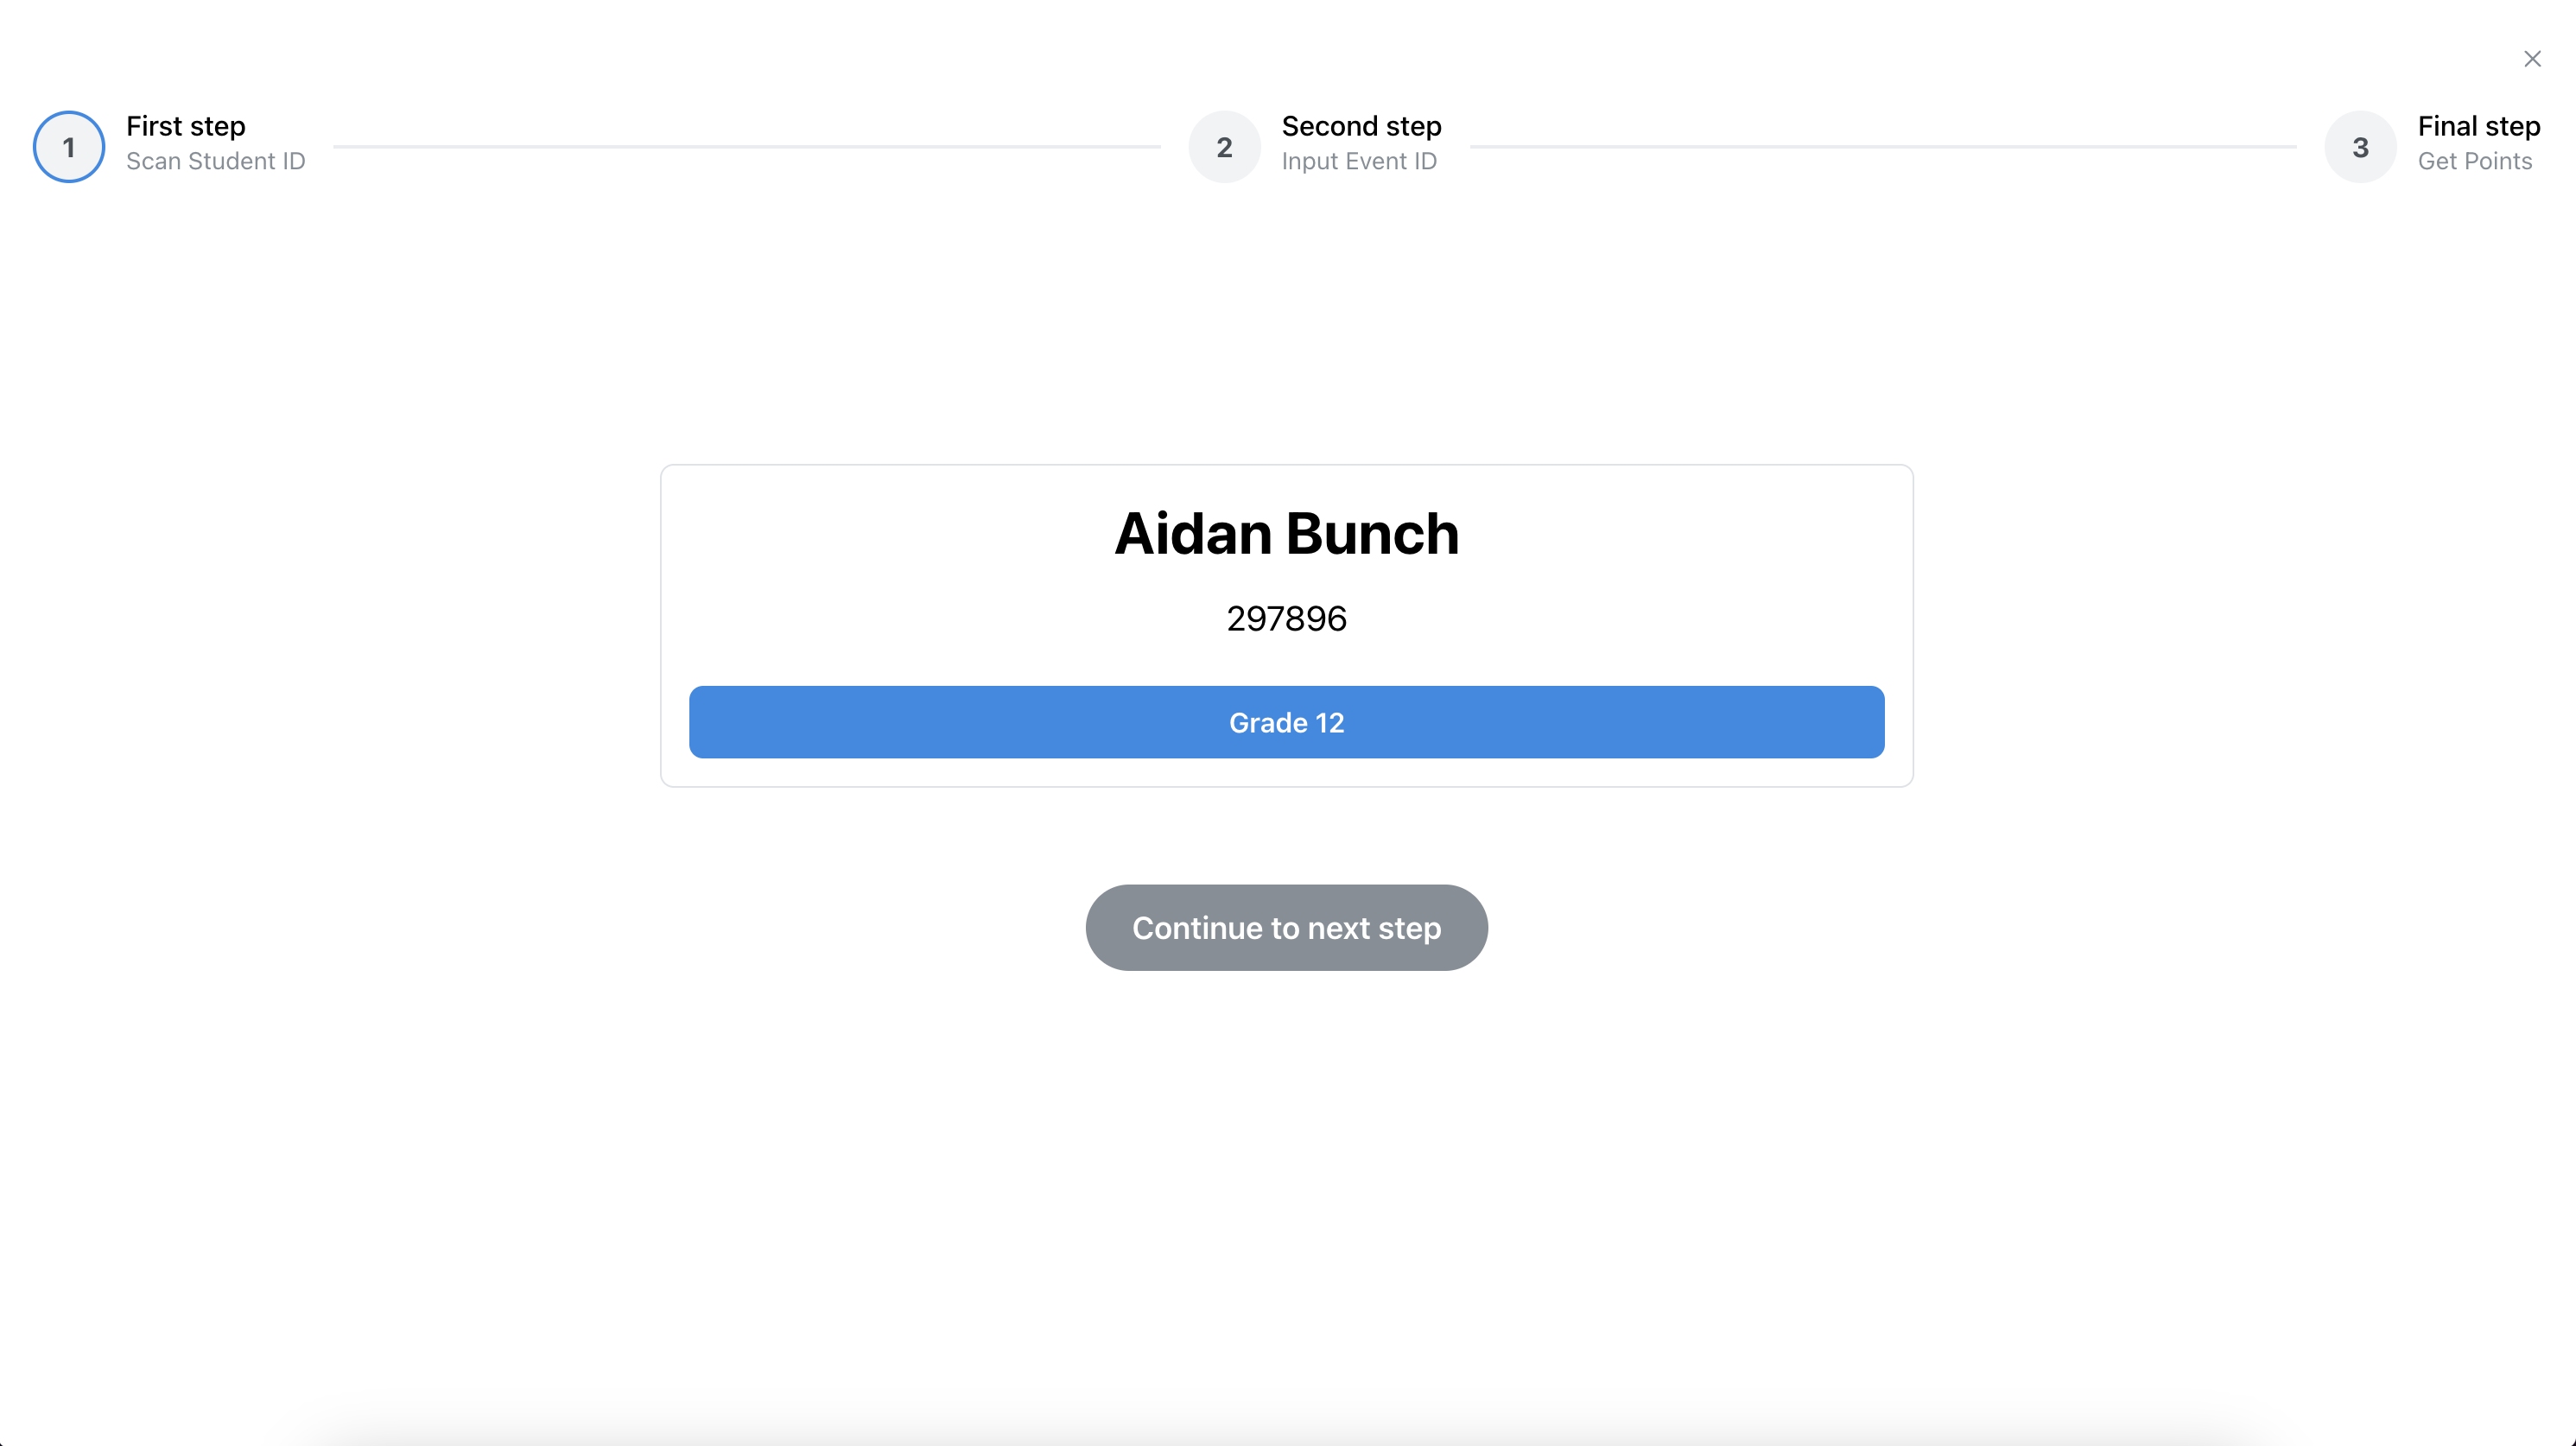 1
First step
Scan Student ID
2
Second step
Input Event ID
3
Final step
Get Points
Aidan Bunch
297896
Grade 12
Continue to next step